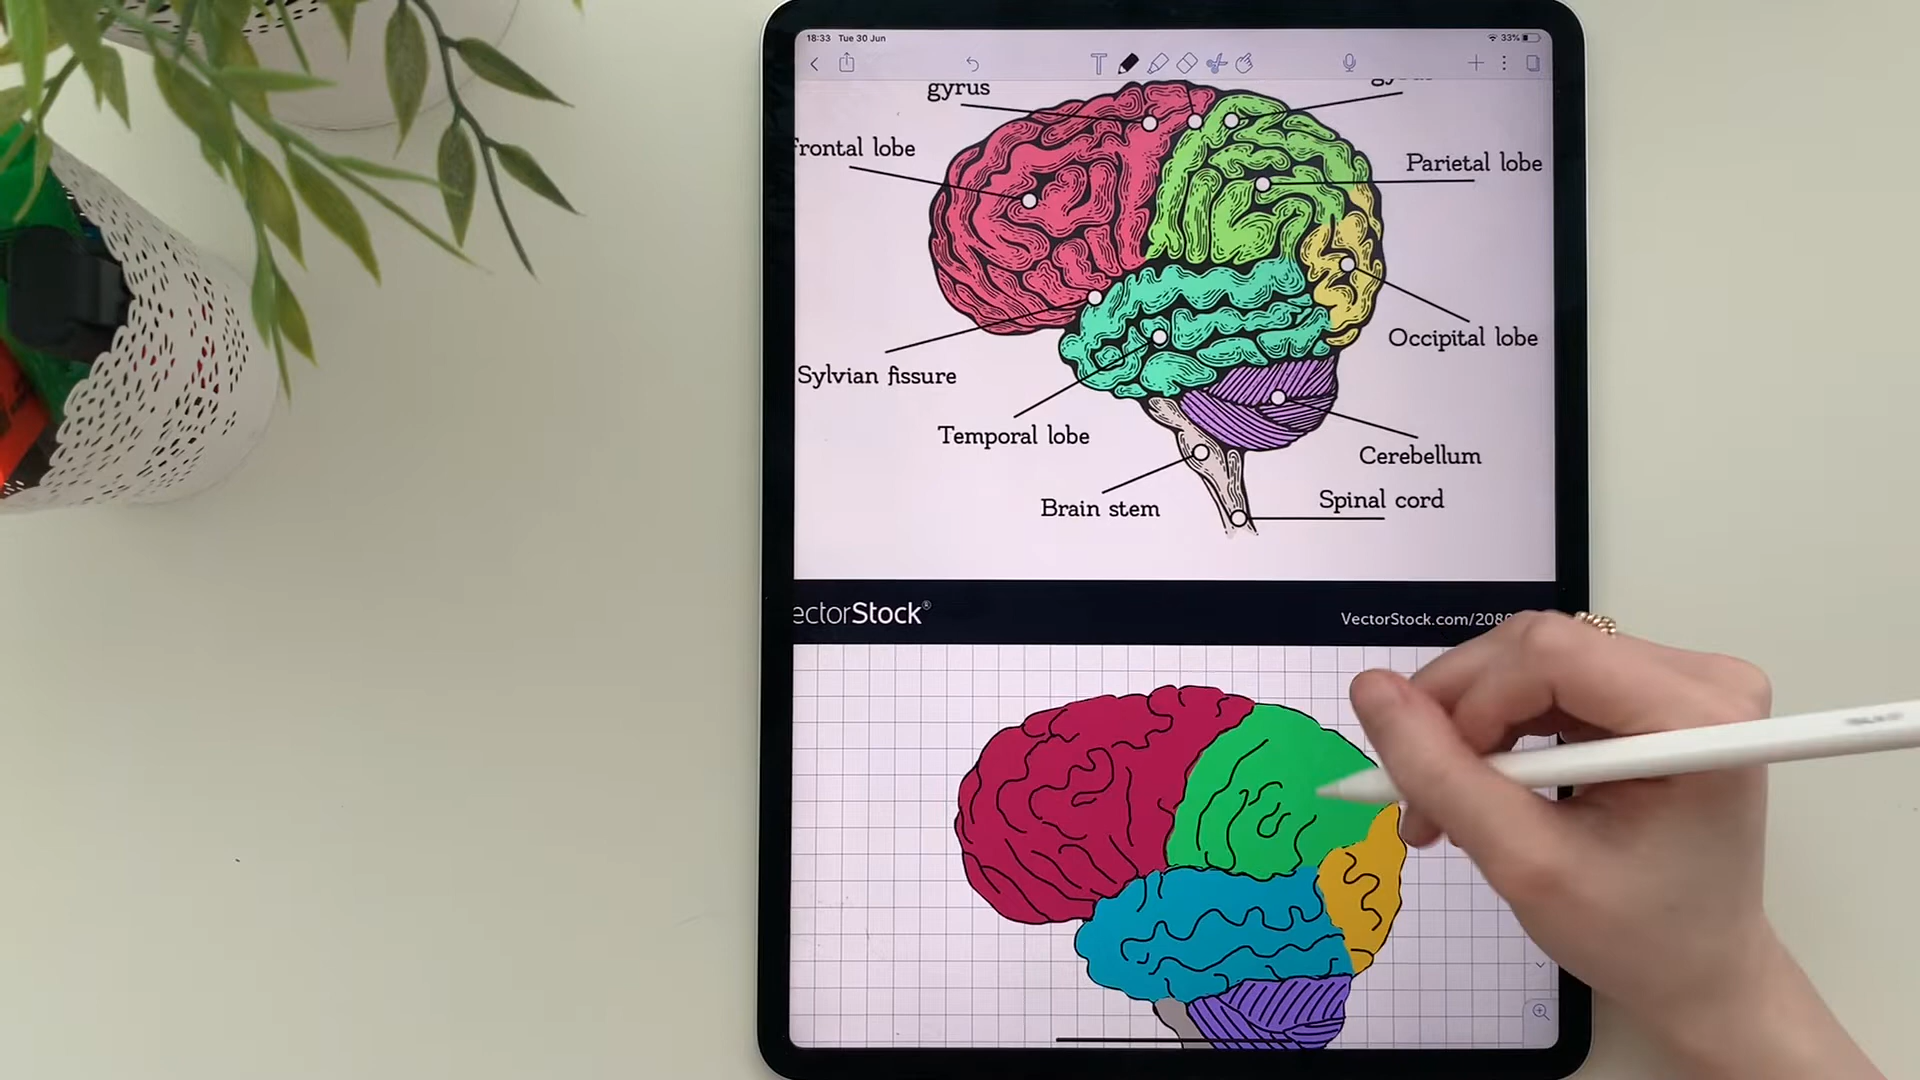 18:33 Tue 30 Jun
33%
gyrus
frontal lobe
Parietal lobe
Occipital lobe
Sylvian fissure
Temporal lobe
Cerebellum
Brain stem
Spinal cord
ectorStock®
VectorStock.com/208